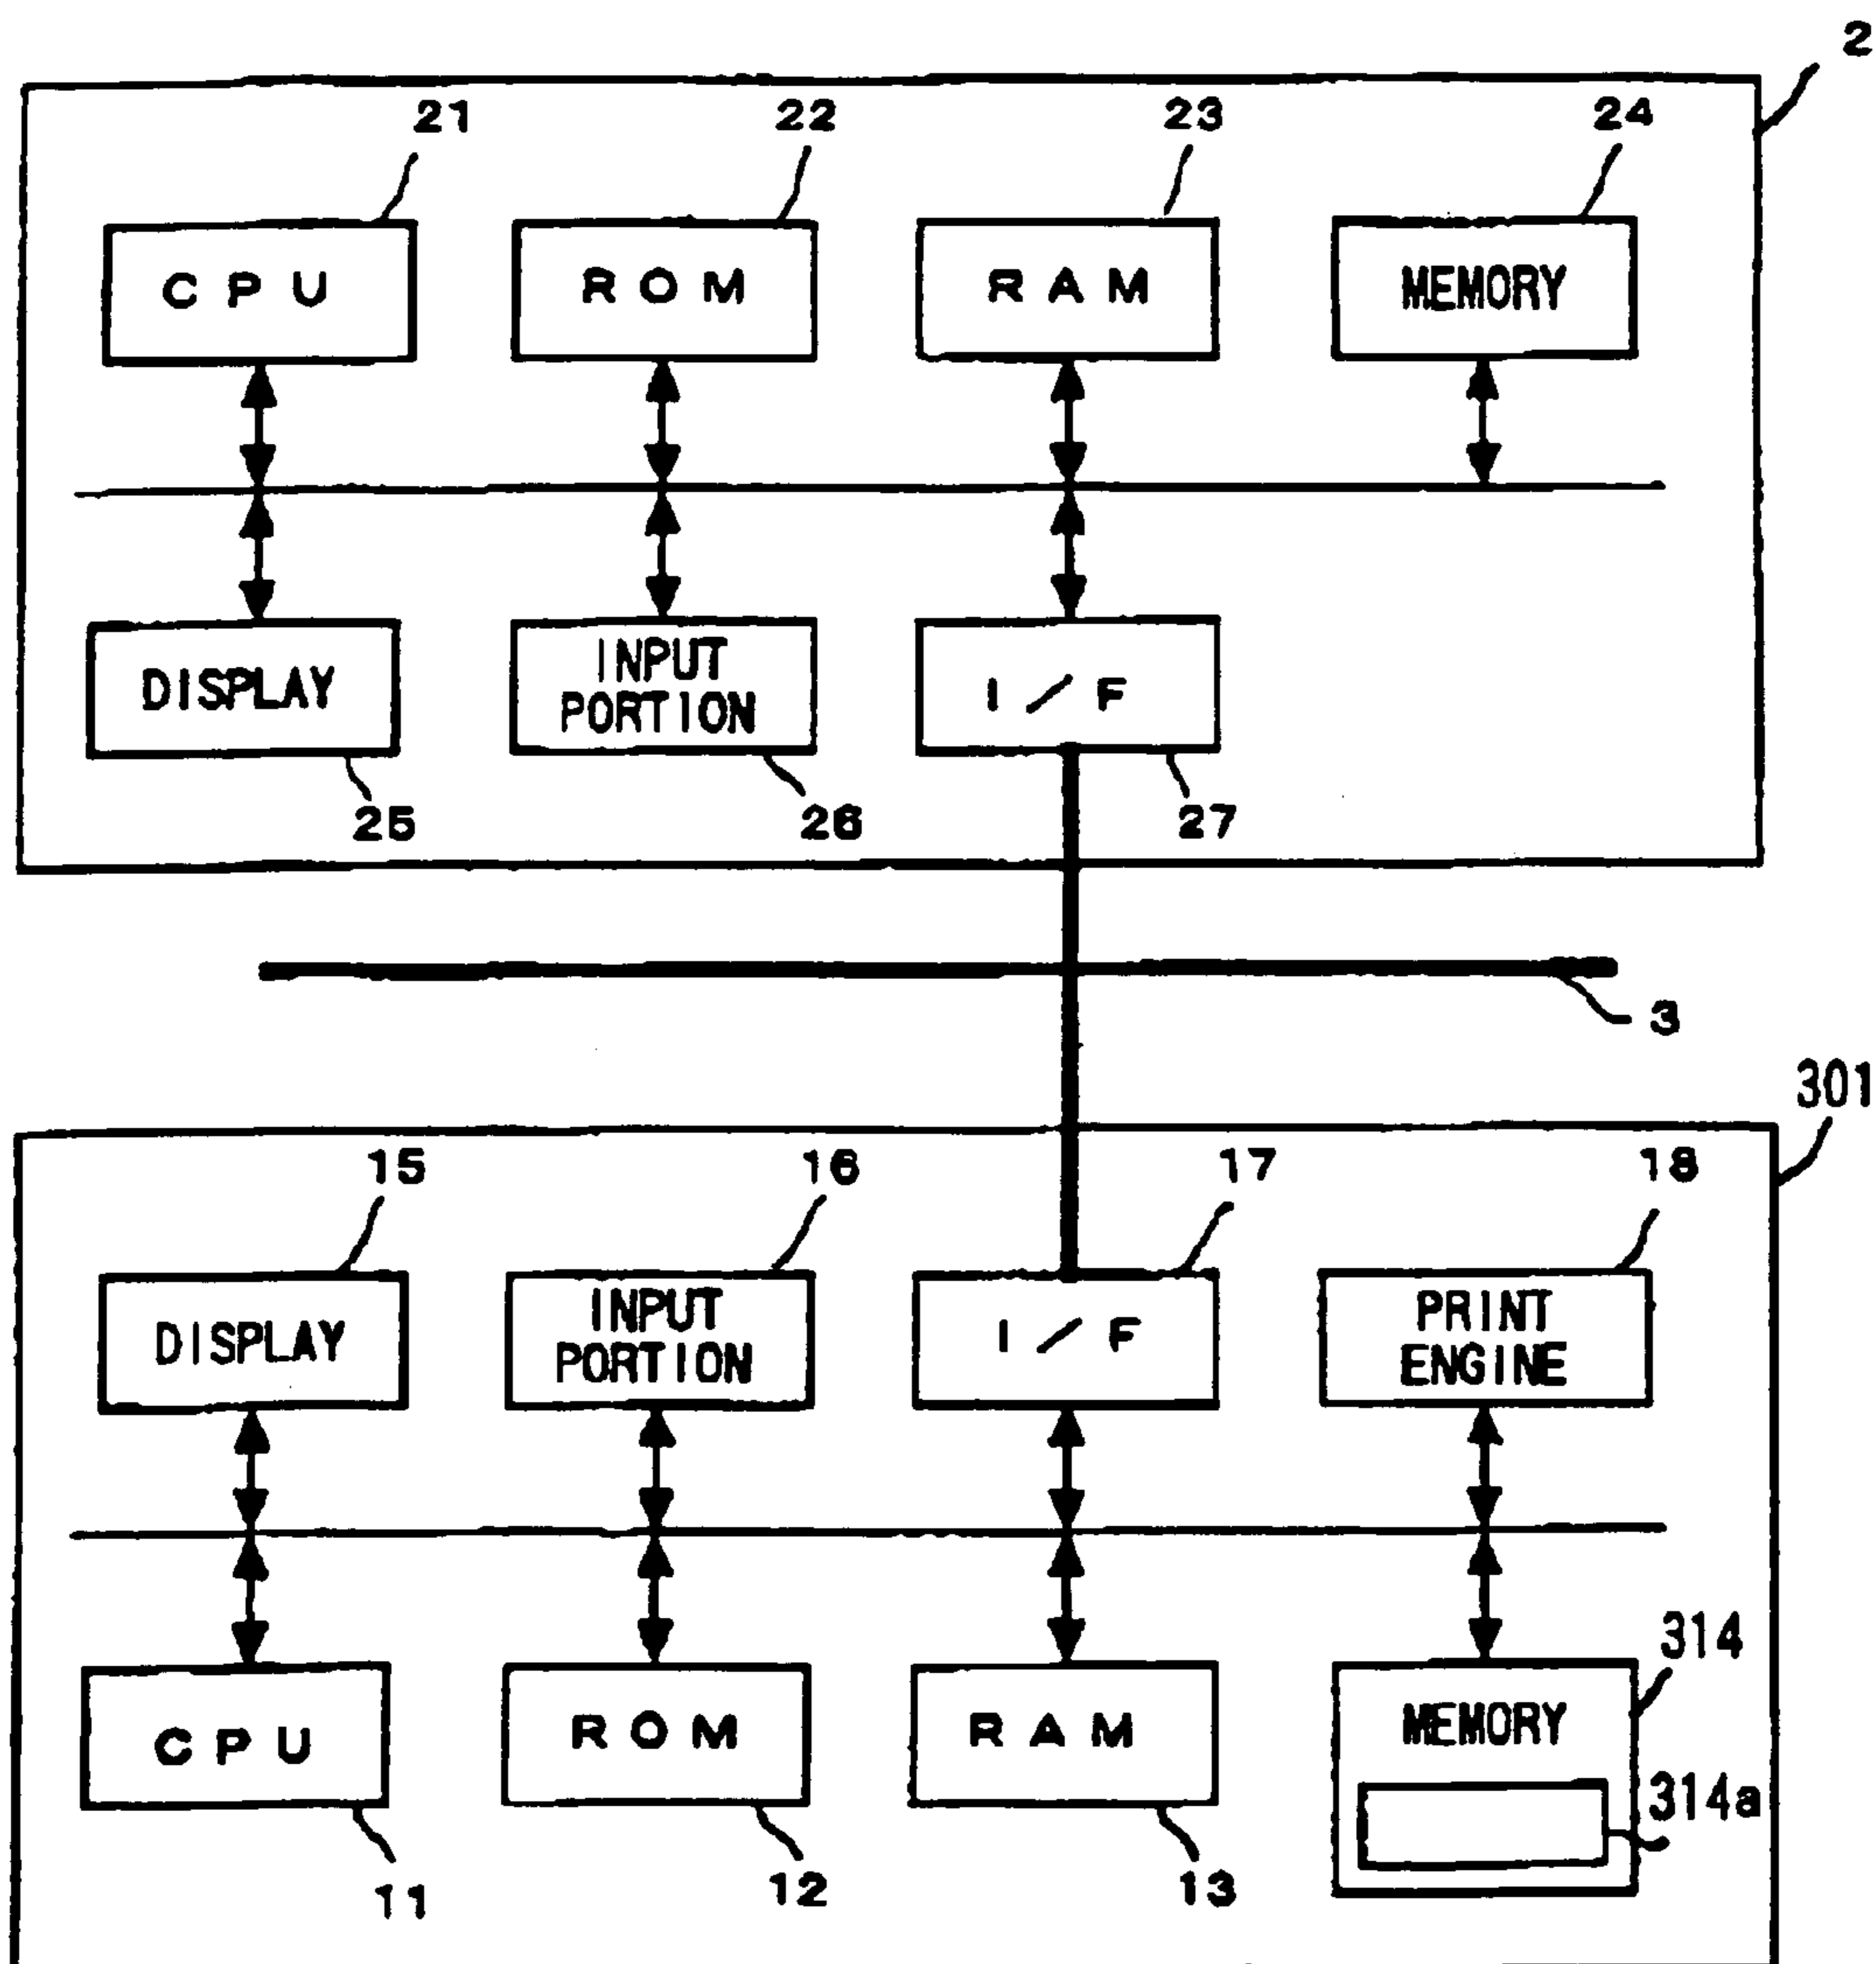 2
21 22 23 24
CPU ROM RAM MEMORY
DISPLAY INPUT PORTION I/F
25 26 27
3
301
15 16 17 18
DISPLAY INPUT PORTION I/F PRINT ENGINE
314
CPU ROM RAM MEMORY
314a
11 12 13